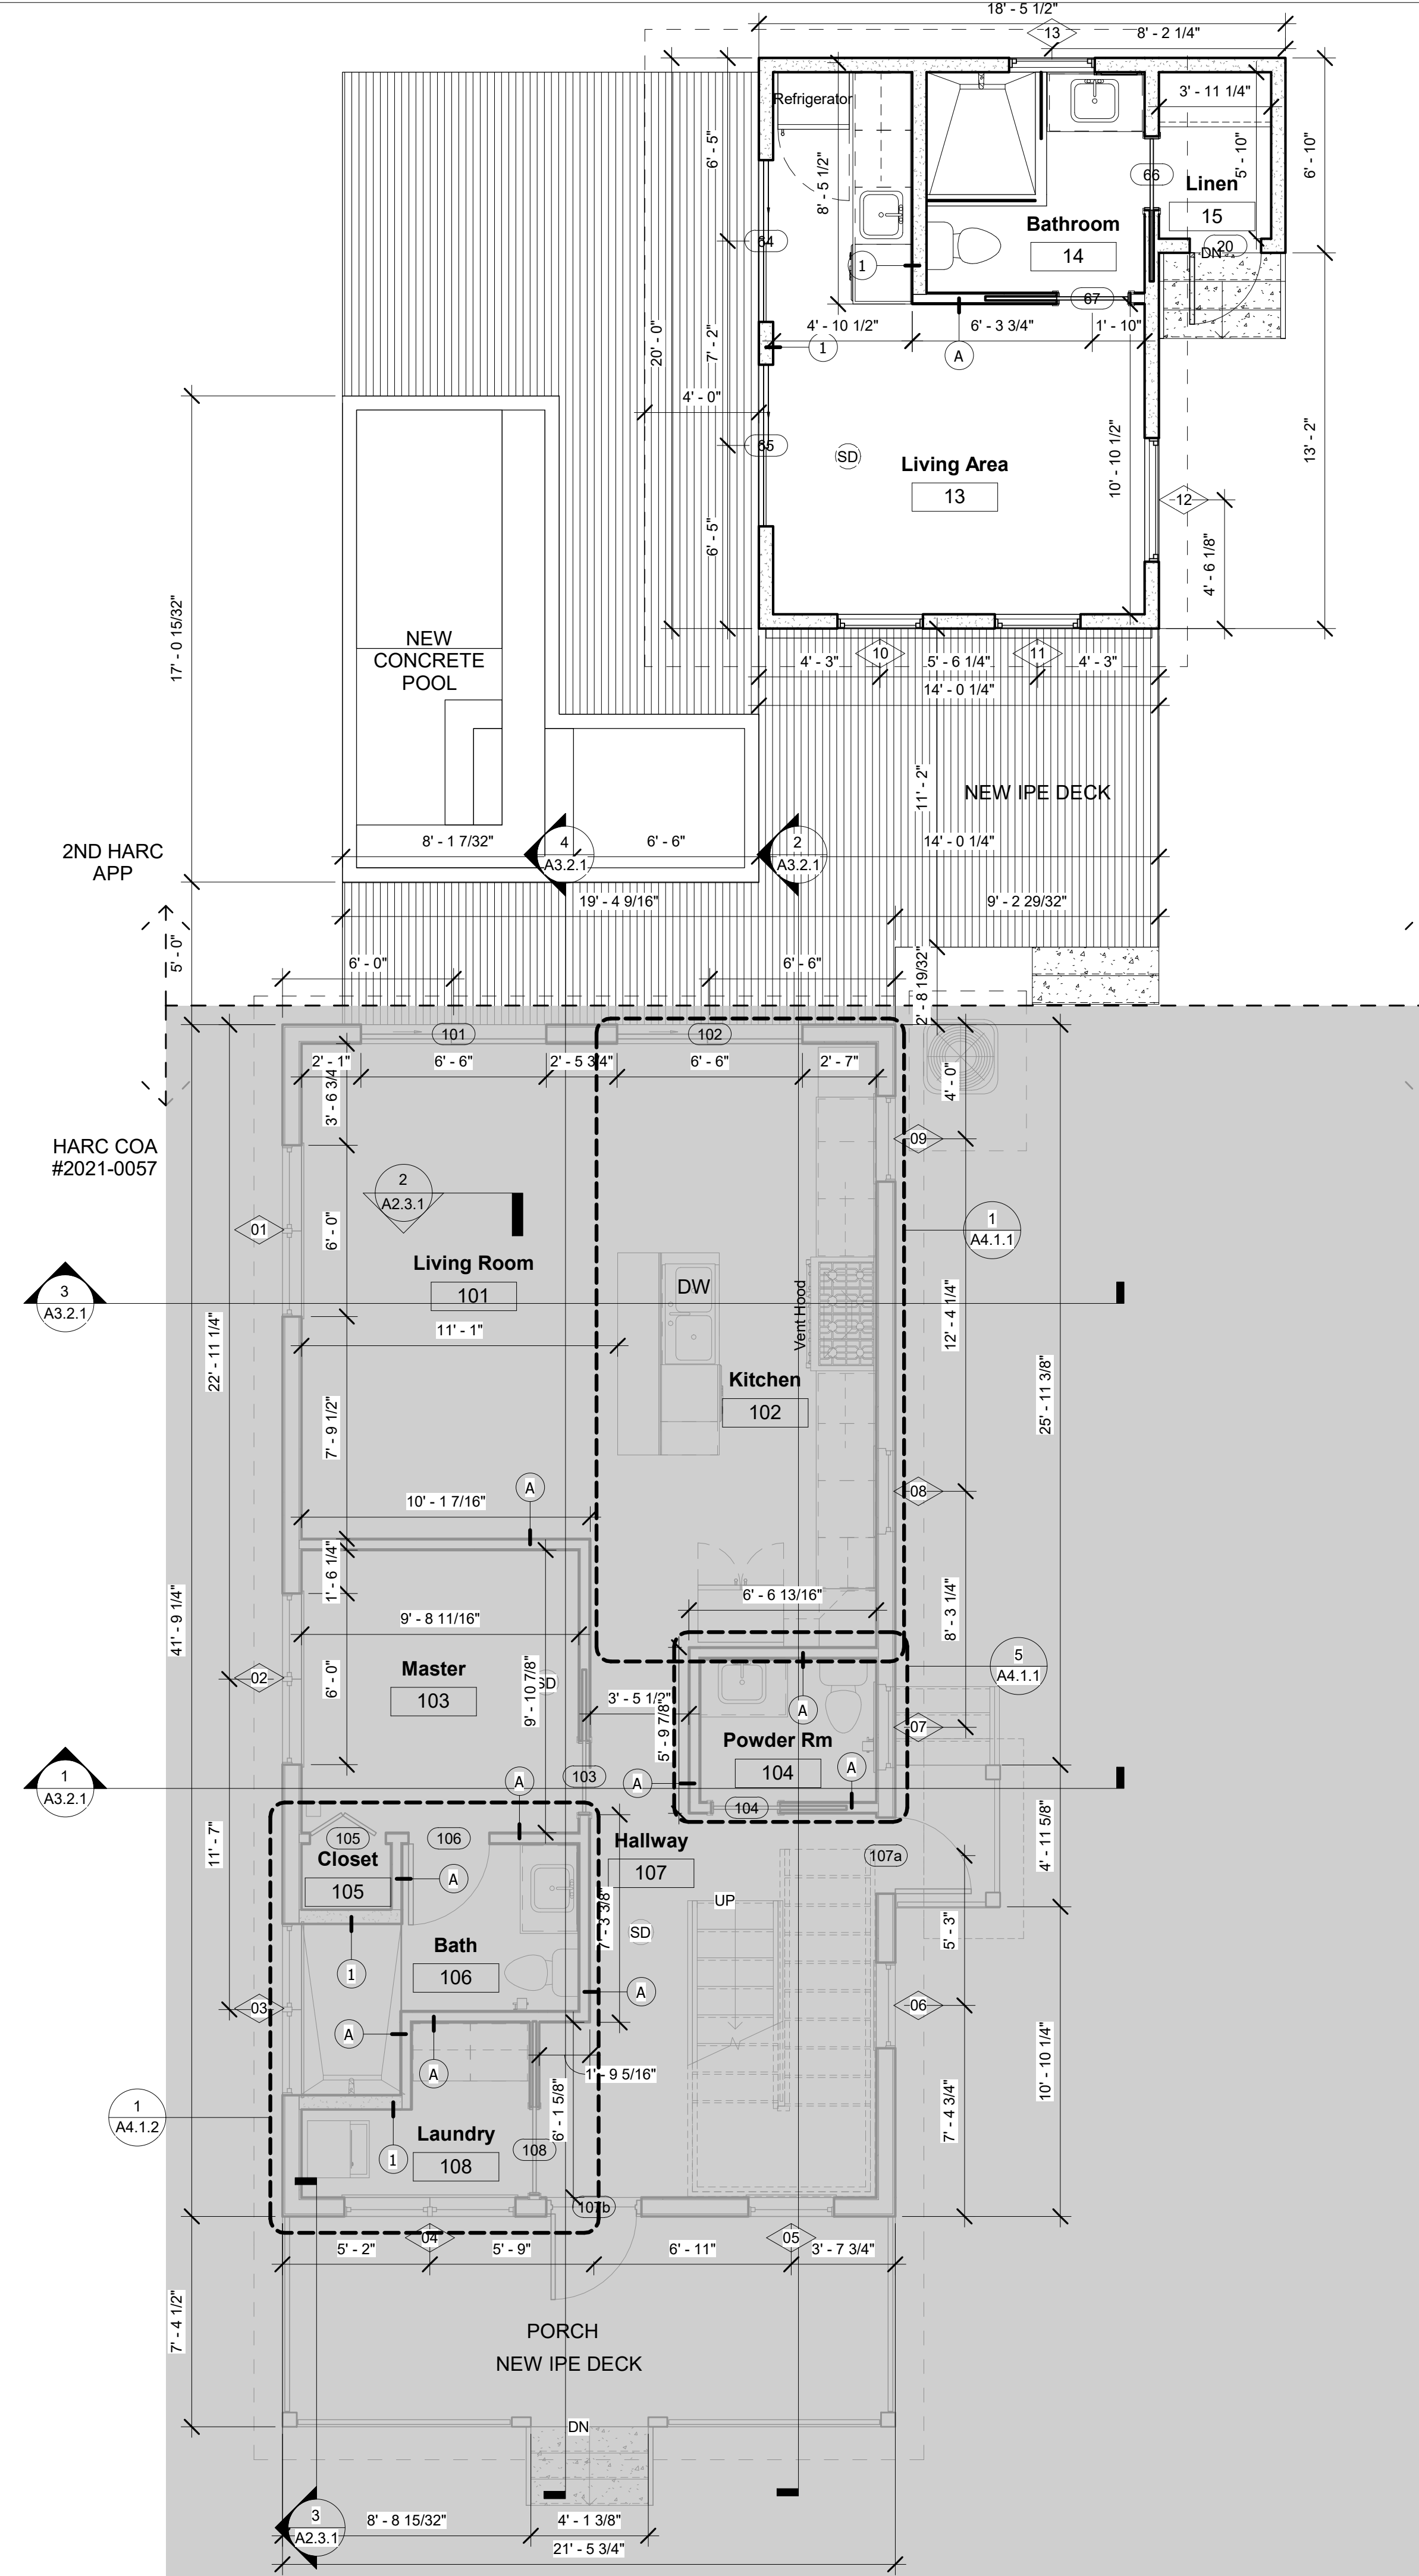 18' - 5 1/2"
13
8' - 2 1/4"
Refrigerator
3' - 11 1/4"
6' - 5"
8' - 5 1/2"
5' - 10"
6' - 10"
66
Linen
15
Bathroom
14
64
20
DN
1
67
4' - 10 1/2"
6' - 3 3/4"
1' - 10"
20' - 0"
7' - 2"
1
A
4' - 0"
65
SD
Living Area
13
10' - 10 1/2"
13' - 2"
12
6' - 5"
4' - 6 1/8"
17' - 0 15/32"
NEW
CONCRETE
POOL
4' - 3"
10
5' - 6 1/4"
11
4' - 3"
14' - 0 1/4"
11' - 2"
NEW IPE DECK
8' - 1 7/32"
4
A3.2.1
6' - 6"
2
A3.2.1
14' - 0 1/4"
2ND HARC
APP
19' - 4 9/16"
9' - 2 29/32"
5' - 0"
6' - 0"
6' - 6"
2' - 8 19/32"
101
102
2' - 1"
6' - 6"
2' - 5 3/4"
6' - 6"
2' - 7"
3' - 6 3/4"
4' - 0"
HARC COA
#2021-0057
09
2
A2.3.1
01
6' - 0"
1
A4.1.1
Living Room
101
DW
Vent Hood
3
A3.2.1
12' - 4 1/4"
22' - 11 1/4"
11' - 1"
Kitchen
102
25' - 11 3/8"
7' - 9 1/2"
A
08
10' - 1 7/16"
1' - 6 1/4"
6' - 6 13/16"
41' - 9 1/4"
9' - 8 11/16"
8' - 3 1/4"
5
A4.1.1
Master
103
02
6' - 0"
9' - 10 7/8"
SD
3' - 5 1/2"
5' - 9 7/8"
A
07
Powder Rm
104
1
A3.2.1
A
103
A
A
104
105
106
Hallway
107
107a
4' - 11 5/8"
11' - 7"
Closet
105
A
UP
7' - 3 3/8"
SD
5' - 3"
Bath
106
1
A
03
06
A
A
1' - 9 5/16"
10' - 10 1/4"
1
A4.1.2
6' - 1 5/8"
7' - 4 3/4"
Laundry
108
108
1
107b
04
05
5' - 2"
5' - 9"
6' - 11"
3' - 7 3/4"
7' - 4 1/2"
PORCH
NEW IPE DECK
DN
3
A2.3.1
8' - 8 15/32"
4' - 1 3/8"
21' - 5 3/4"